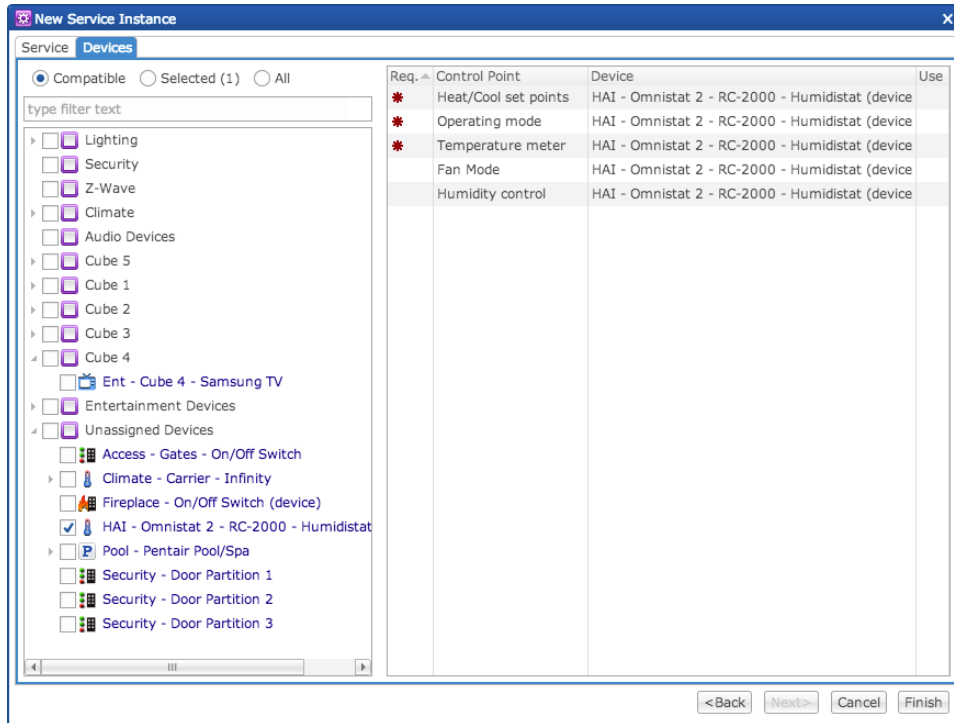 New Service Instance X
Service Devices
Compatible Selected (1) All
type filter text
Lighting
Security
Z-Wave
Climate
Audio Devices
Cube 5
Cube 1
Cube 2
Cube 3
Cube 4
Ent - Cube 4 - Samsung TV
Entertainment Devices
Unassigned Devices
Access - Gates - On/Off Switch
Climate - Carrier - Infinity
Fireplace - On/Off Switch (device)
HAI - Omnistat 2 - RC-2000 - Humidistat
P Pool - Pentair Pool/Spa
Security - Door Partition 1
Security - Door Partition 2
Security - Door Partition 3
Req. Control Point Device Use
Heat/Cool set points HAI - Omnistat 2 - RC-2000 - Humidistat (device
Operating mode HAI - Omnistat 2 - RC-2000 - Humidistat (device
Temperature meter HAI - Omnistat 2 - RC-2000 - Humidistat (device
Fan Mode HAI - Omnistat 2 - RC-2000 - Humidistat (device
Humidity control HAI - Omnistat 2 - RC-2000 - Humidistat (device
<Back Next> Cancel Finish